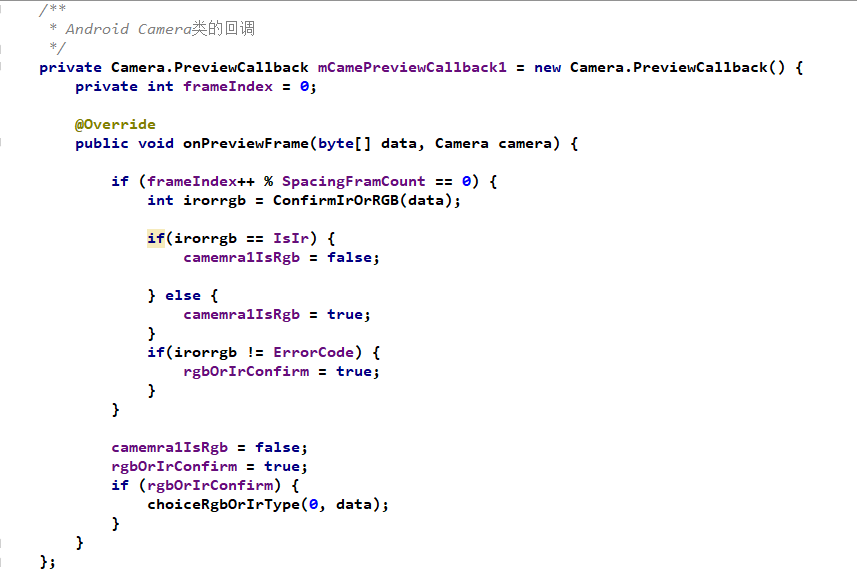 /**
 * Android Camera类的回调
 */
private Camera.PreviewCallback mCamePreviewCallback1 = new Camera.PreviewCallback() {
    private int frameIndex = 0;

    @Override
    public void onPreviewFrame(byte[] data, Camera camera) {

        if (frameIndex++ % SpacingFramCount == 0) {
            int irorrgb = ConfirmIrOrRGB(data);

            if(irorrgb == IsIr) {
                camemra1IsRgb = false;

            } else {
                camemra1IsRgb = true;
            }
            if(irorrgb != ErrorCode) {
                rgbOrIrConfirm = true;
            }
        }

        camemra1IsRgb = false;
        rgbOrIrConfirm = true;
        if (rgbOrIrConfirm) {
            choiceRgbOrIrType(0, data);
        }
    }
};